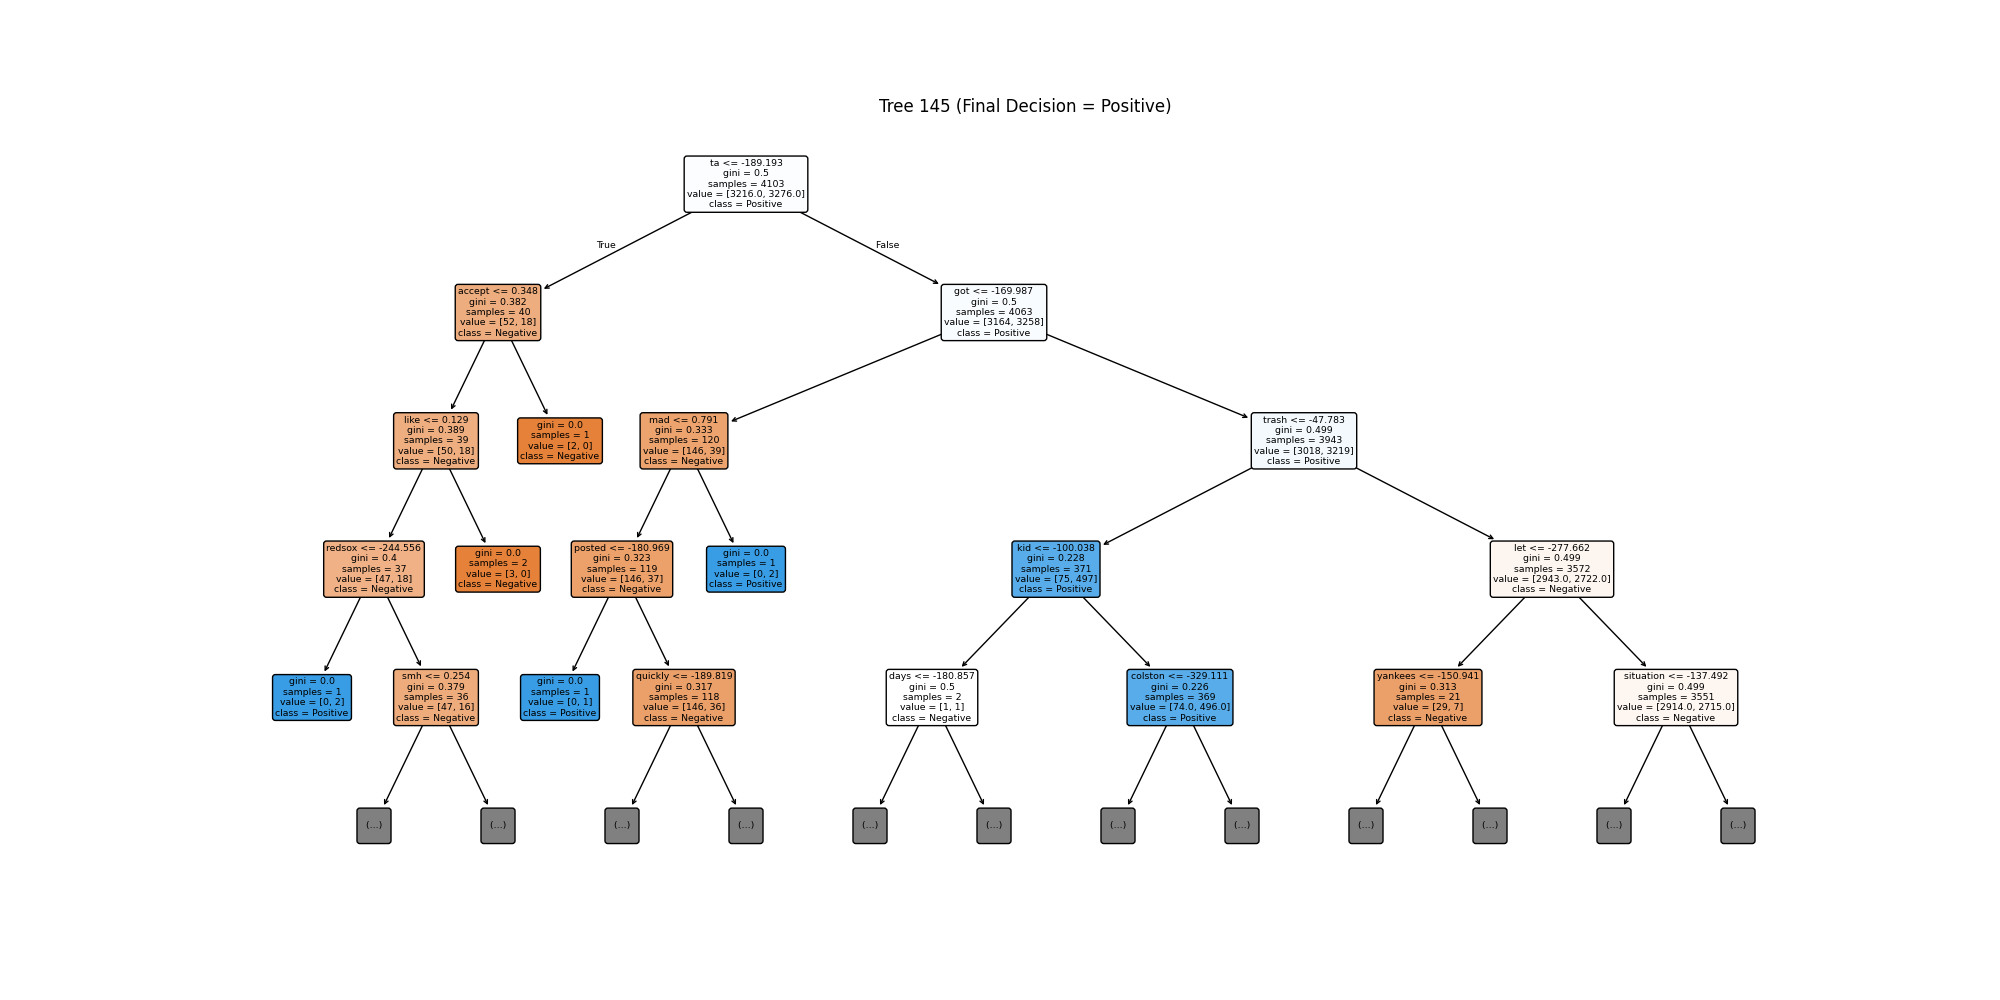 Tree 145 (Final Decision = Positive)
ta <= -189.193
gini = 0.5
samples = 4103
value = [3216.0, 3276.0]
class = Positive
True
False
accept <= 0.348
gini = 0.382
samples = 40
value = [52, 18]
class = Negative
got <= -169.987
gini = 0.5
samples = 4063
value = [3164, 3258]
class = Positive
like <= 0.129
gini = 0.389
samples = 39
value = [50, 18]
class = Negative
gini = 0.0
samples = 1
value = [2, 0]
class = Negative
mad <= 0.791
gini = 0.333
samples = 120
value = [146, 39]
class = Negative
trash <= -47.783
gini = 0.499
samples = 3943
value = [3018, 3219]
class = Positive
redsox <= -244.556
gini = 0.4
samples = 37
value = [47, 18]
class = Negative
gini = 0.0
samples = 2
value = [3, 0]
class = Negative
posted <= -180.969
gini = 0.323
samples = 119
value = [146, 37]
class = Negative
gini = 0.0
samples = 1
value = [0, 2]
class = Positive
kid <= -100.038
gini = 0.228
samples = 371
value = [75, 497]
class = Positive
let <= -277.662
gini = 0.499
samples = 3572
value = [2943.0, 2722.0]
class = Negative
gini = 0.0
samples = 1
value = [0, 2]
class = Positive
smh <= 0.254
gini = 0.379
samples = 36
value = [47, 16]
class = Negative
gini = 0.0
samples = 1
value = [0, 1]
class = Positive
quickly <= -189.819
gini = 0.317
samples = 118
value = [146, 36]
class = Negative
days <= -180.857
gini = 0.5
samples = 2
value = [1, 1]
class = Negative
colston <= -329.111
gini = 0.226
samples = 369
value = [74.0, 496.0]
class = Positive
yankees <= -150.941
gini = 0.313
samples = 21
value = [29, 7]
class = Negative
situation <= -137.492
gini = 0.499
samples = 3551
value = [2914.0, 2715.0]
class = Negative
(...)
(...)
(...)
(...)
(...)
(...)
(...)
(...)
(...)
(...)
(...)
(...)